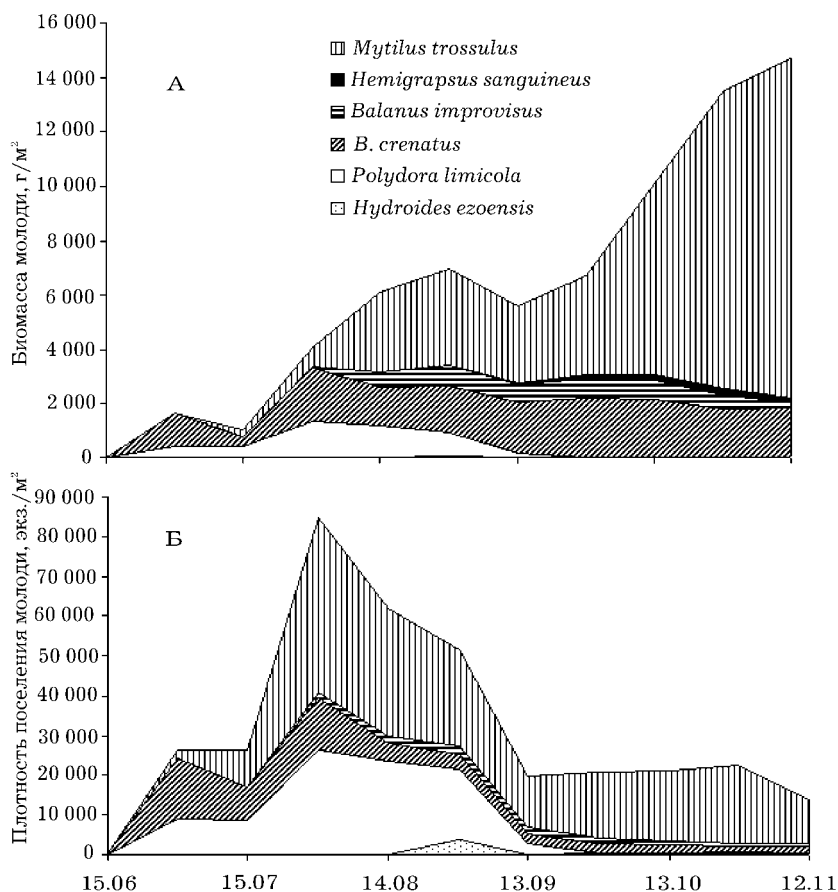 16 000
14 000
12 000
10 000
8 000
6 000
4 000
2 000
0
Биомасса молоди, г/м²
А
Mytilus trossulus
Hemigrapsus sanguineus
Balanus improvisus
B. crenatus
Polydora limicola
Hydroides ezoensis
90 000
80 000
70 000
60 000
50 000
40 000
30 000
20 000
10 000
0
Плотность поселения молоди, экз./м²
Б
15.06 15.07 14.08 13.09 13.10 12.11